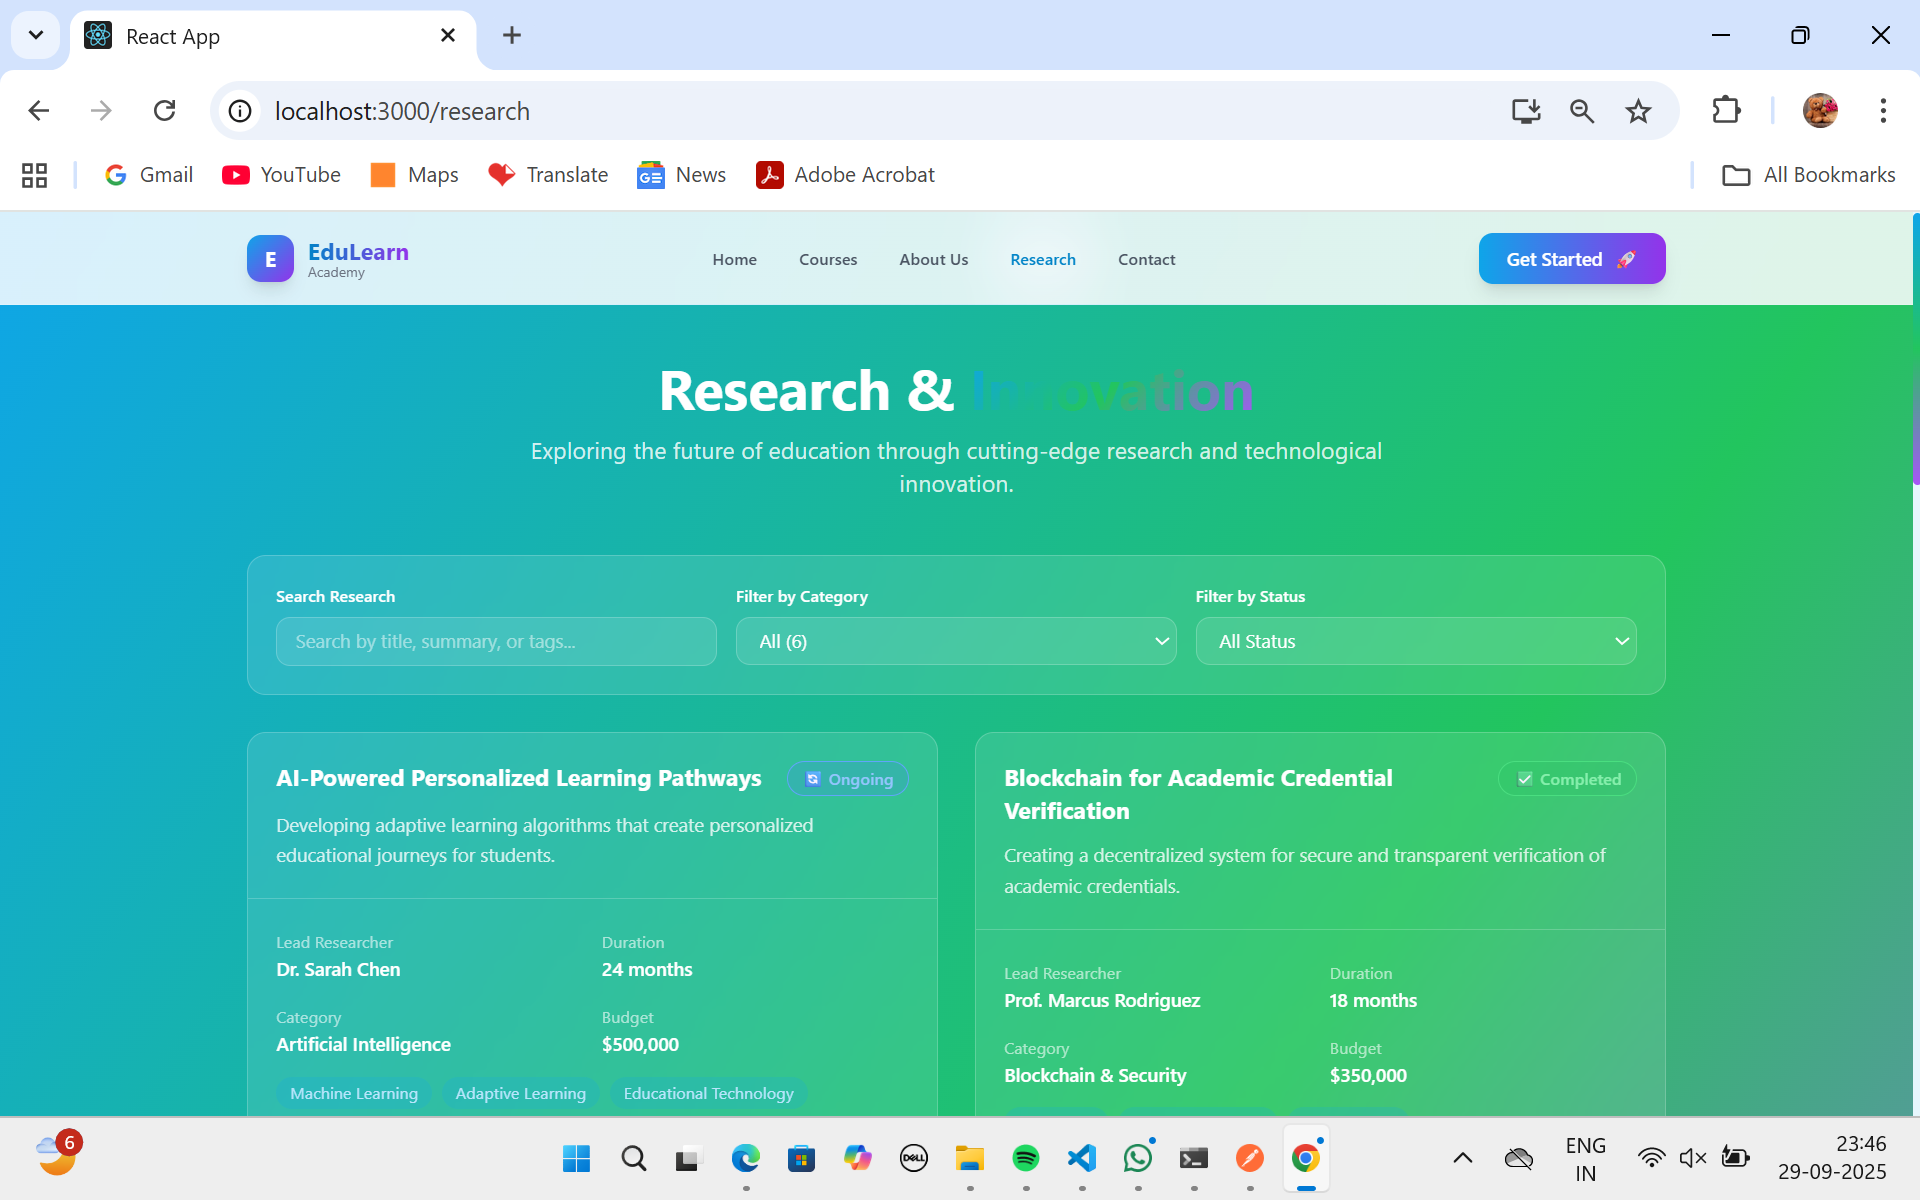 React App
localhost:3000/research
Gmail
YouTube
Maps
Translate
News
Adobe Acrobat
All Bookmarks
E
EduLearn
Academy
Home
Courses
About Us
Research
Contact
Get Started
Research & Innovation
Exploring the future of education through cutting-edge research and technological
innovation.
Search Research
Filter by Category
Filter by Status
Search by title, summary, or tags...
All (6)
All Status
AI-Powered Personalized Learning Pathways
Ongoing
Developing adaptive learning algorithms that create personalized
educational journeys for students.
Lead Researcher
Duration
Dr. Sarah Chen
24 months
Category
Budget
Artificial Intelligence
$500,000
Machine Learning
Adaptive Learning
Educational Technology
Blockchain for Academic Credential
Verification
Completed
Creating a decentralized system for secure and transparent verification of
academic credentials.
Lead Researcher
Duration
Prof. Marcus Rodriguez
18 months
Category
Budget
Blockchain & Security
$350,000
6
DELL
ENG
IN
23:46
29-09-2025